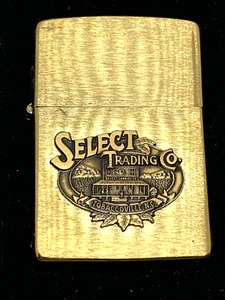 SELECT
TRADING CO.
TOBACCOVILLE, N.C.